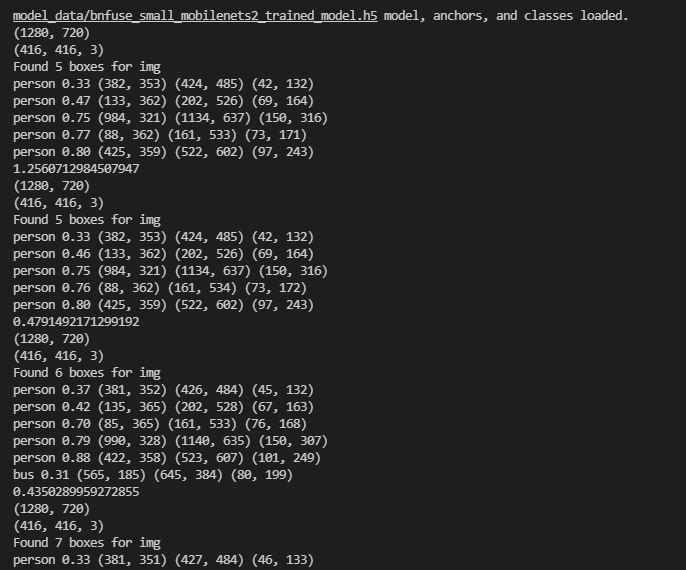 model_data/bnfuse_small_mobilenets2_trained_model.h5 model, anchors, and classes loaded.
(1280, 720)
(416, 416, 3)
Found 5 boxes for img
person 0.33 (382, 353) (424, 485) (42, 132)
person 0.47 (133, 362) (202, 526) (69, 164)
person 0.75 (984, 321) (1134, 637) (150, 316)
person 0.77 (88, 362) (161, 533) (73, 171)
person 0.80 (425, 359) (522, 602) (97, 243)
1.2560712984507947
(1280, 720)
(416, 416, 3)
Found 5 boxes for img
person 0.33 (382, 353) (424, 485) (42, 132)
person 0.46 (133, 362) (202, 526) (69, 164)
person 0.75 (984, 321) (1134, 637) (150, 316)
person 0.76 (88, 362) (161, 534) (73, 172)
person 0.80 (425, 359) (522, 602) (97, 243)
0.4791492171299192
(1280, 720)
(416, 416, 3)
Found 6 boxes for img
person 0.37 (381, 352) (426, 484) (45, 132)
person 0.42 (135, 365) (202, 528) (67, 163)
person 0.70 (85, 365) (161, 533) (76, 168)
person 0.79 (990, 328) (1140, 635) (150, 307)
person 0.88 (422, 358) (523, 607) (101, 249)
bus 0.31 (565, 185) (645, 384) (80, 199)
0.4350289959272855
(1280, 720)
(416, 416, 3)
Found 7 boxes for img
person 0.33 (381, 351) (427, 484) (46, 133)